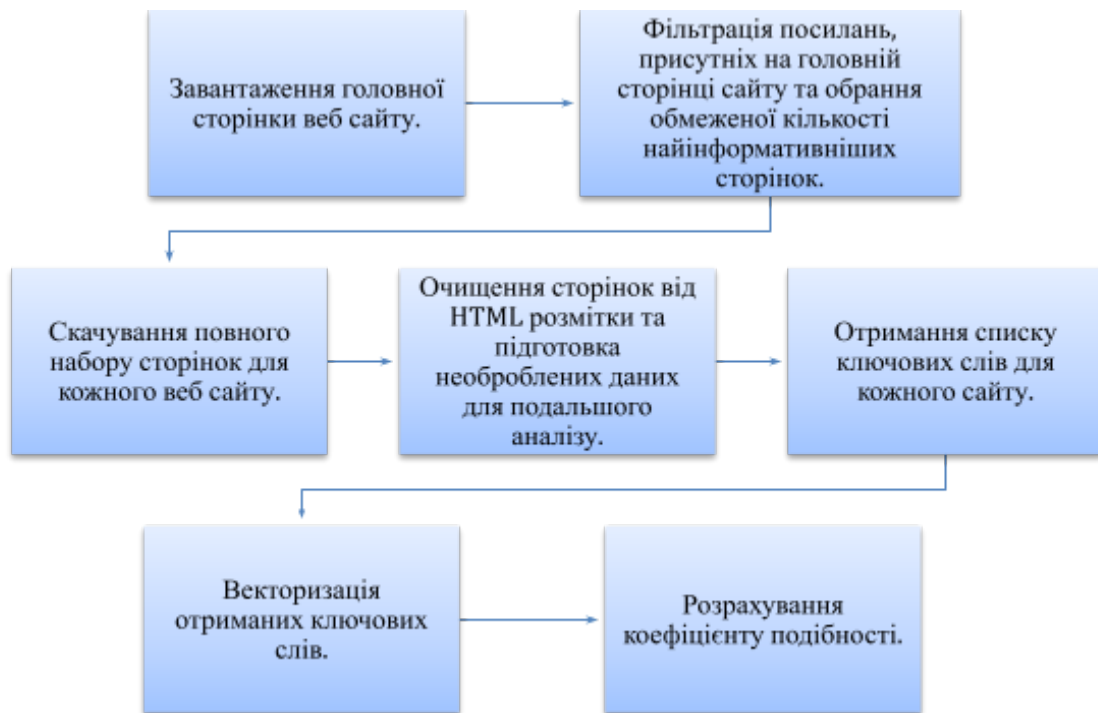 Завантаження головної
сторінки веб сайту.
Фільтрація посилань,
присутніх на головній
сторінці сайту та обрання
обмеженої кількості
найінформативніших
сторінок.
Скачування повного
набору сторінок для
кожного веб сайту.
Очищення сторінок від
HTML розмітки та
підготовка
необроблених даних
для подальшого
аналізу.
Отримання списку
ключових слів для
кожного сайту.
Векторизація
отриманих ключових
слів.
Розрахування
коефіцієнту подібності.